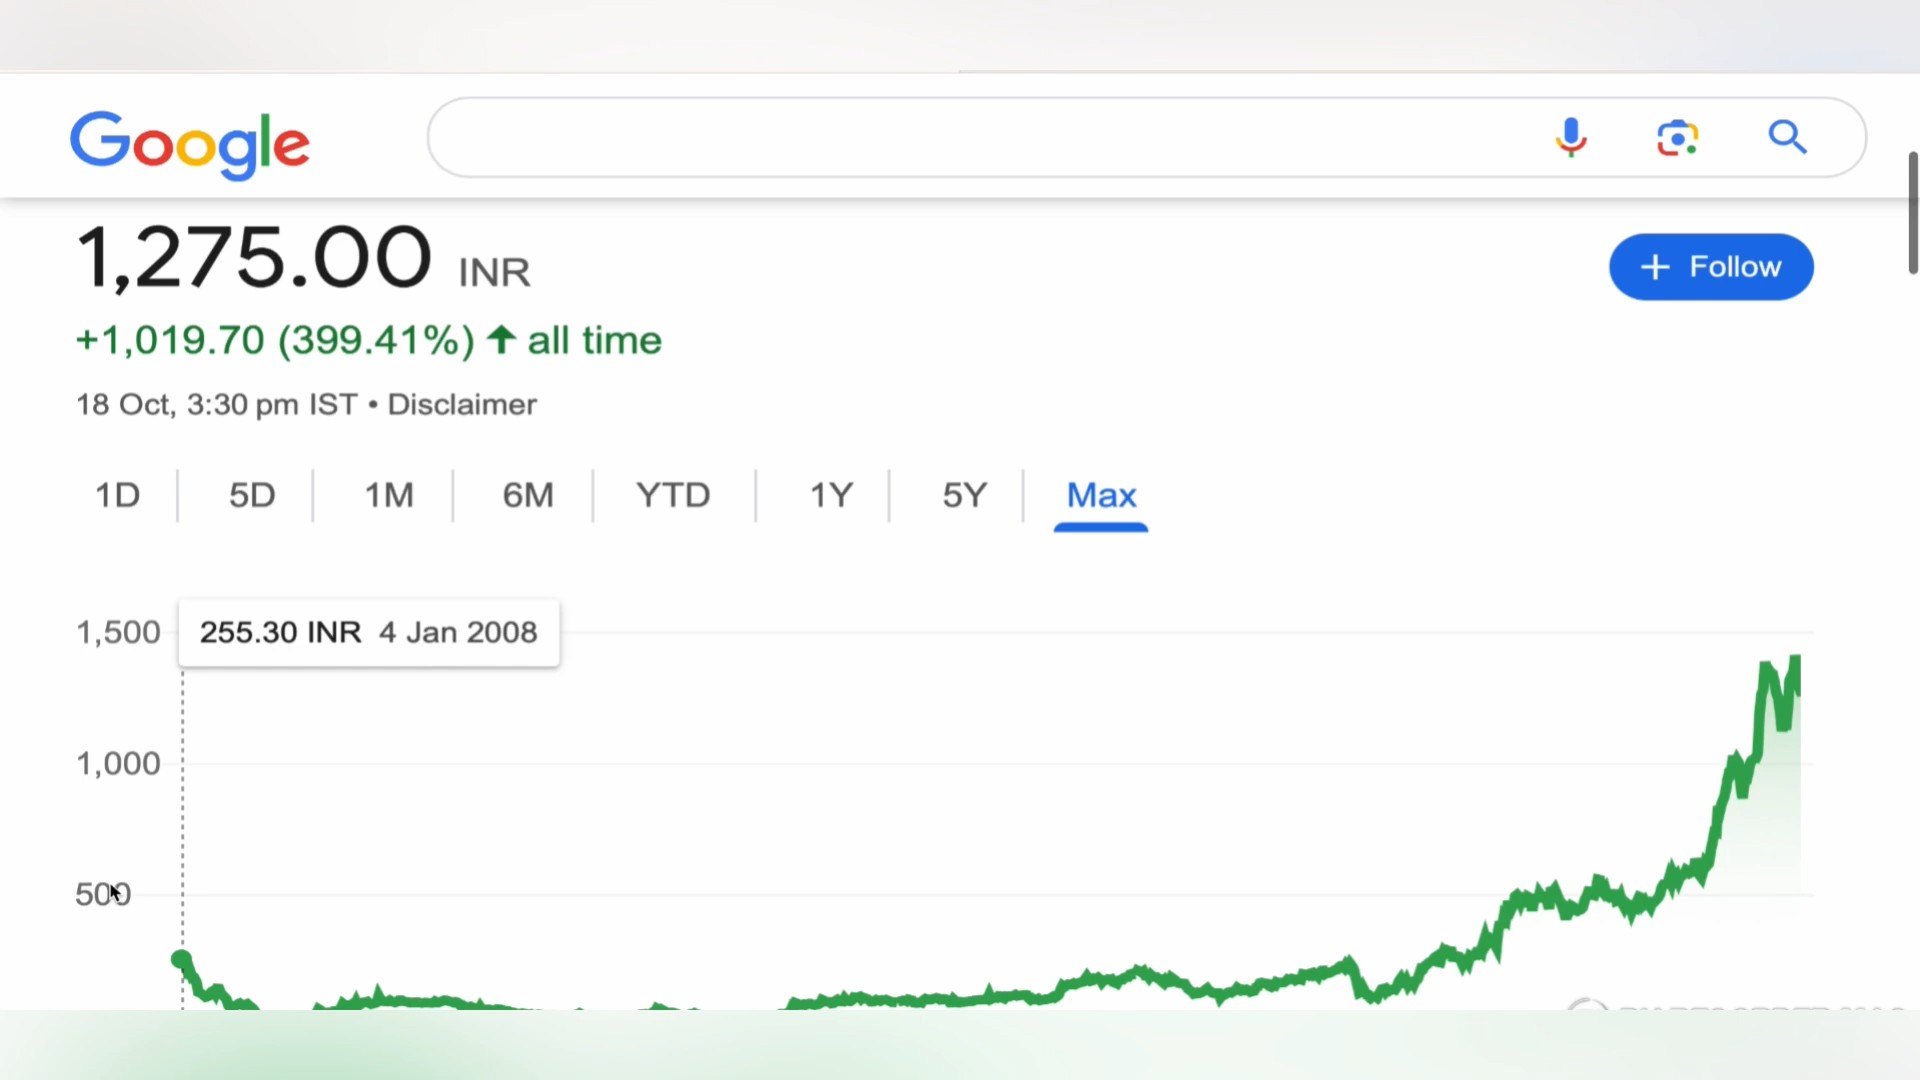 Google
1,275.00 INR
+ Follow
+1,019.70 (399.41%) ↑ all time
18 Oct, 3:30 pm IST • Disclaimer
1D 5D 1M 6M YTD 1Y 5Y Max
1,500
255.30 INR 4 Jan 2008
1,000
500